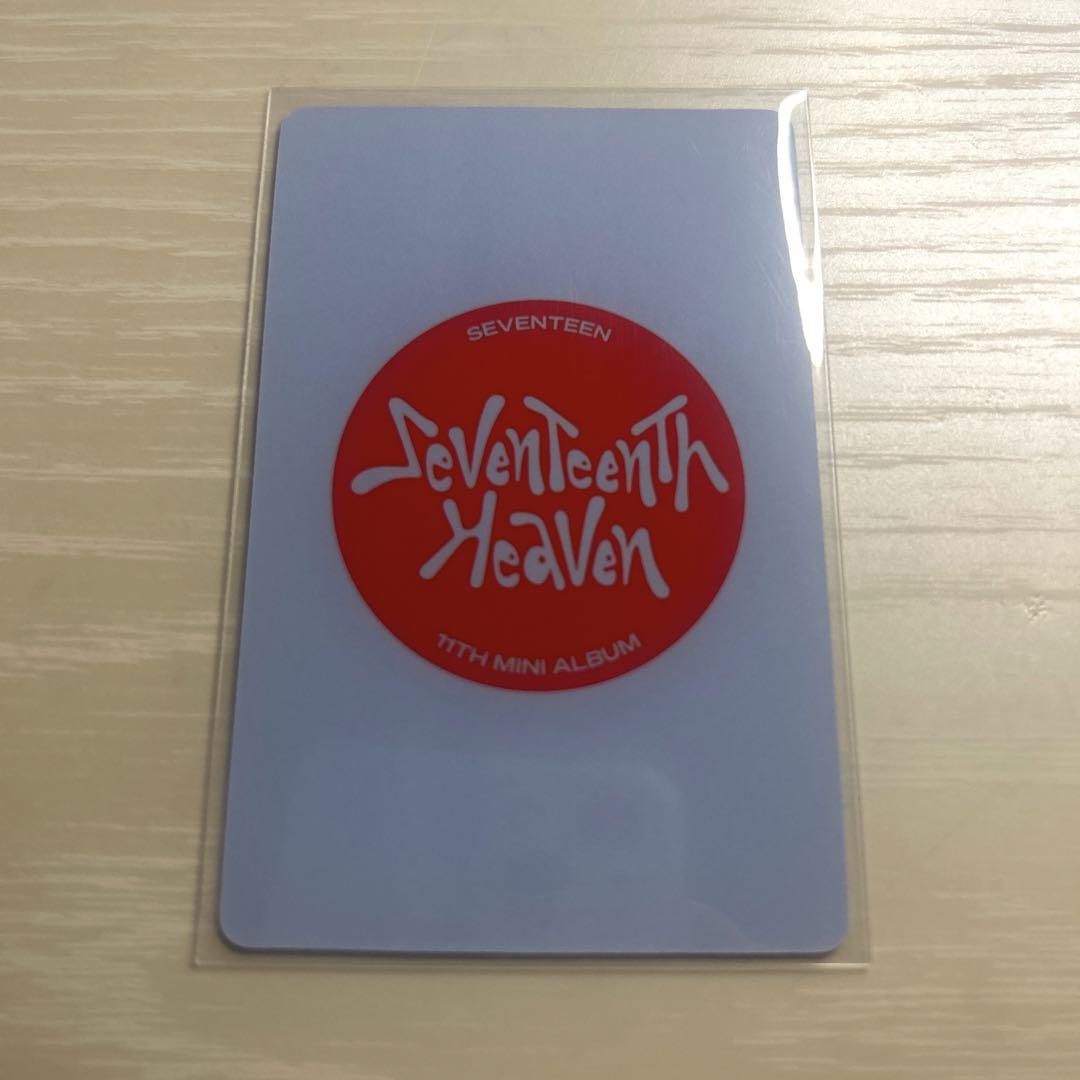 SEVENTEEN
SevenTeenTh
Heaven
11TH MINI ALBUM